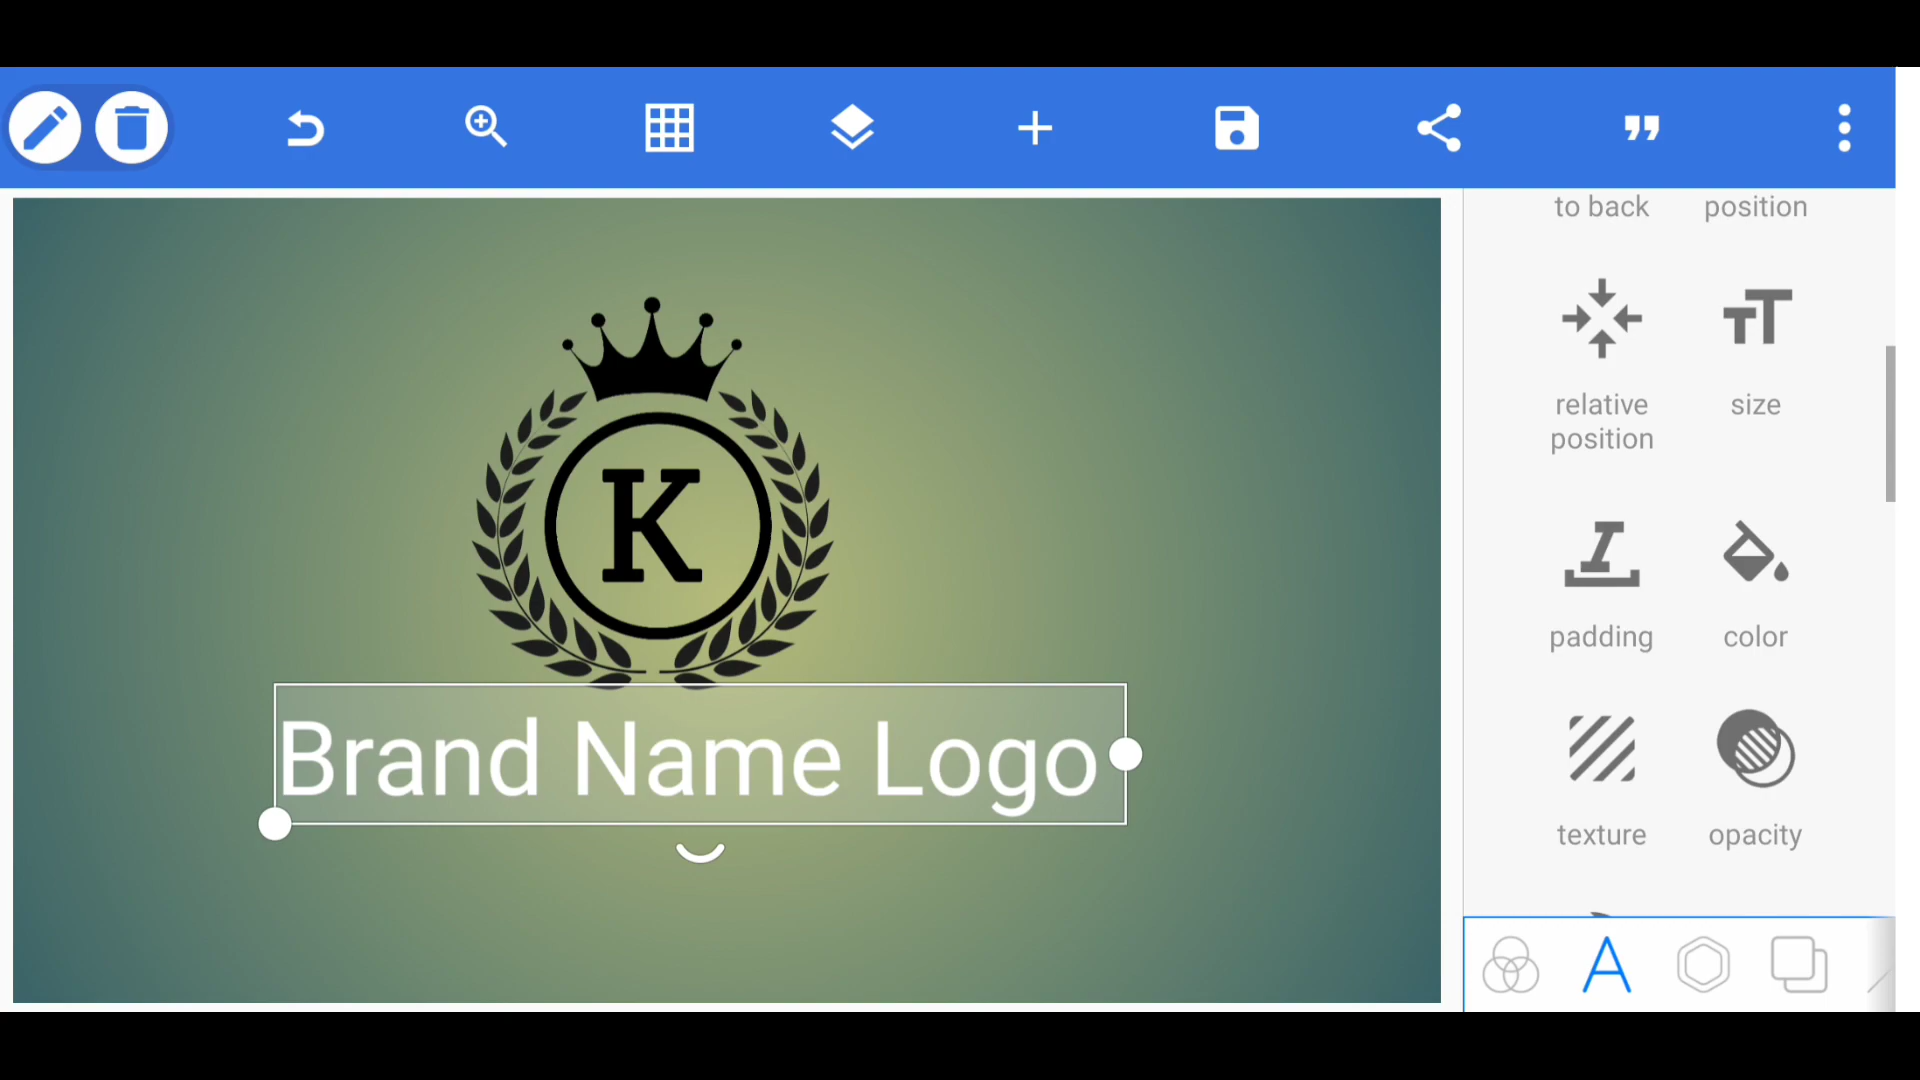 to back
position
relative
position
size
padding
color
texture
opacity
K
Brand Name Logo